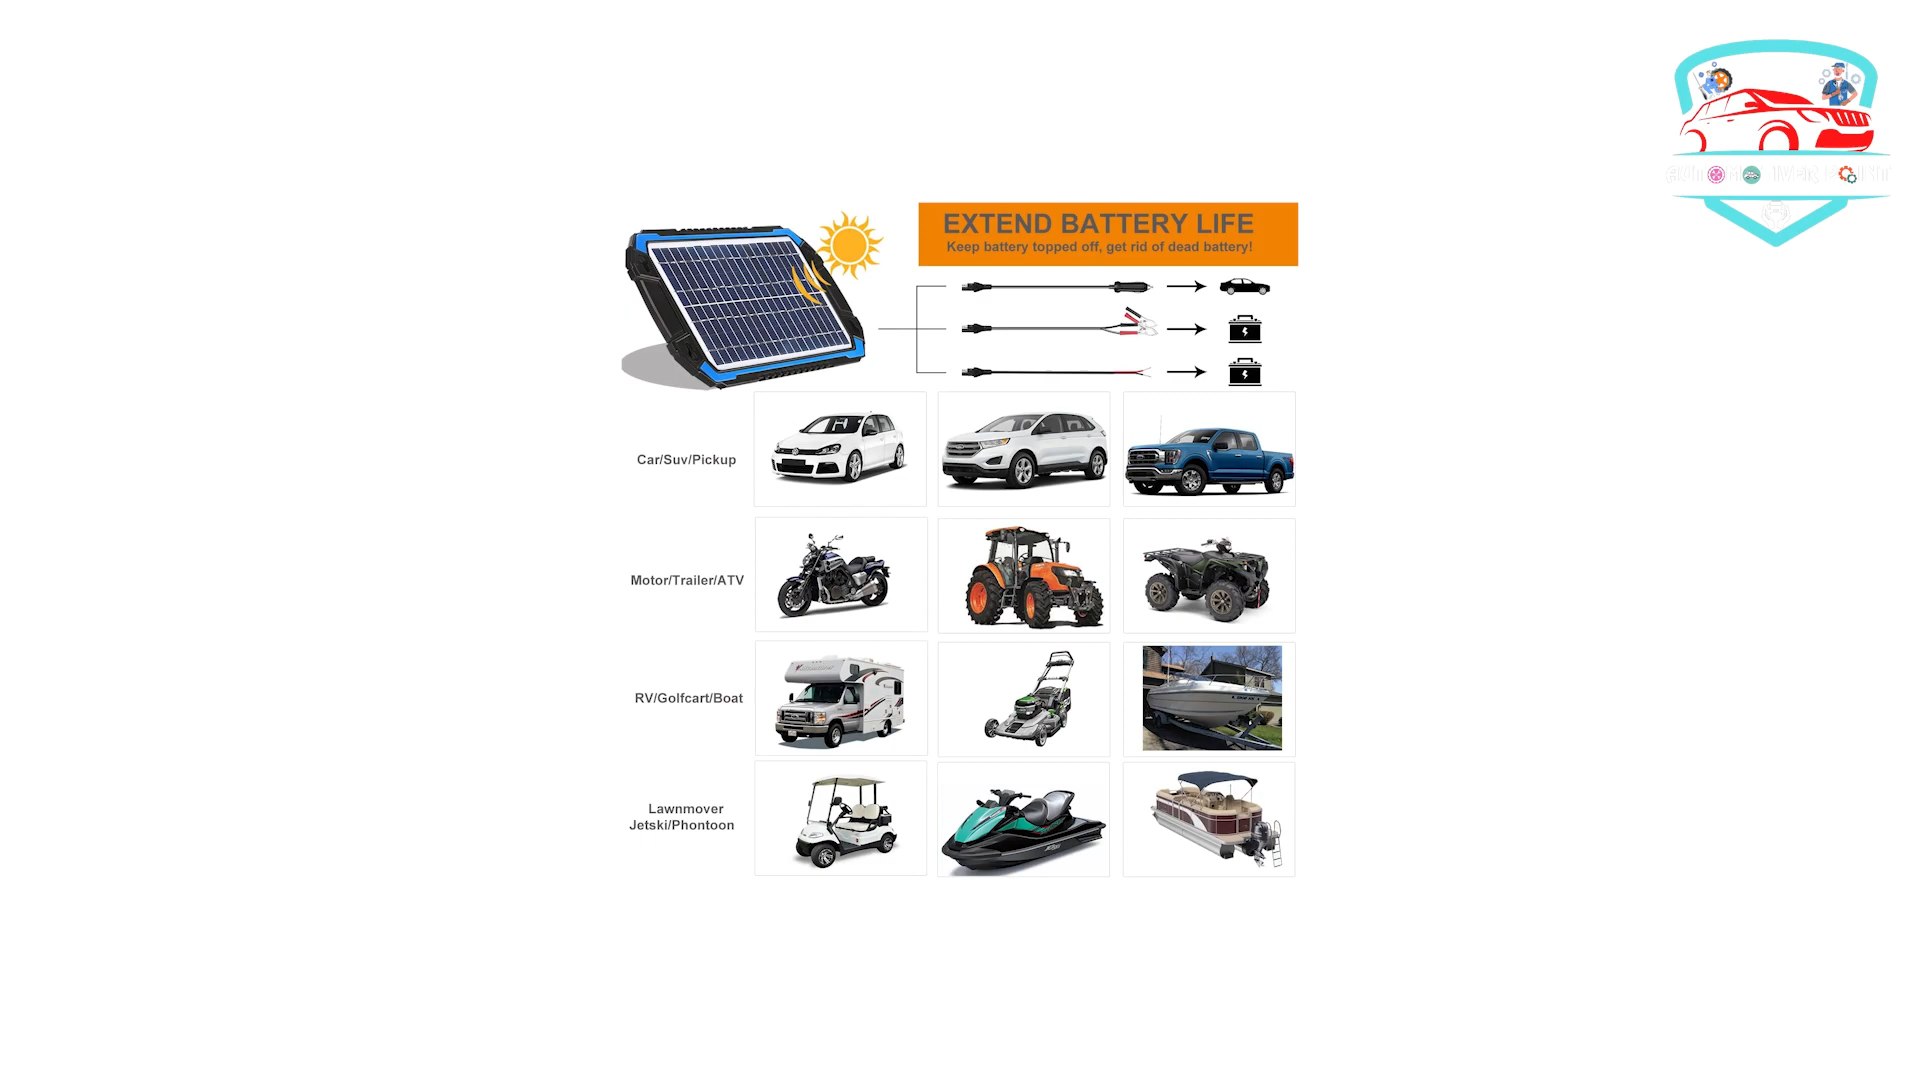 EXTEND BATTERY LIFE
Keep battery topped off, get rid of dead battery!
Car/Suv/Pickup
Motor/Trailer/ATV
RV/Golfcart/Boat
Lawnmover
Jetski/Phontoon